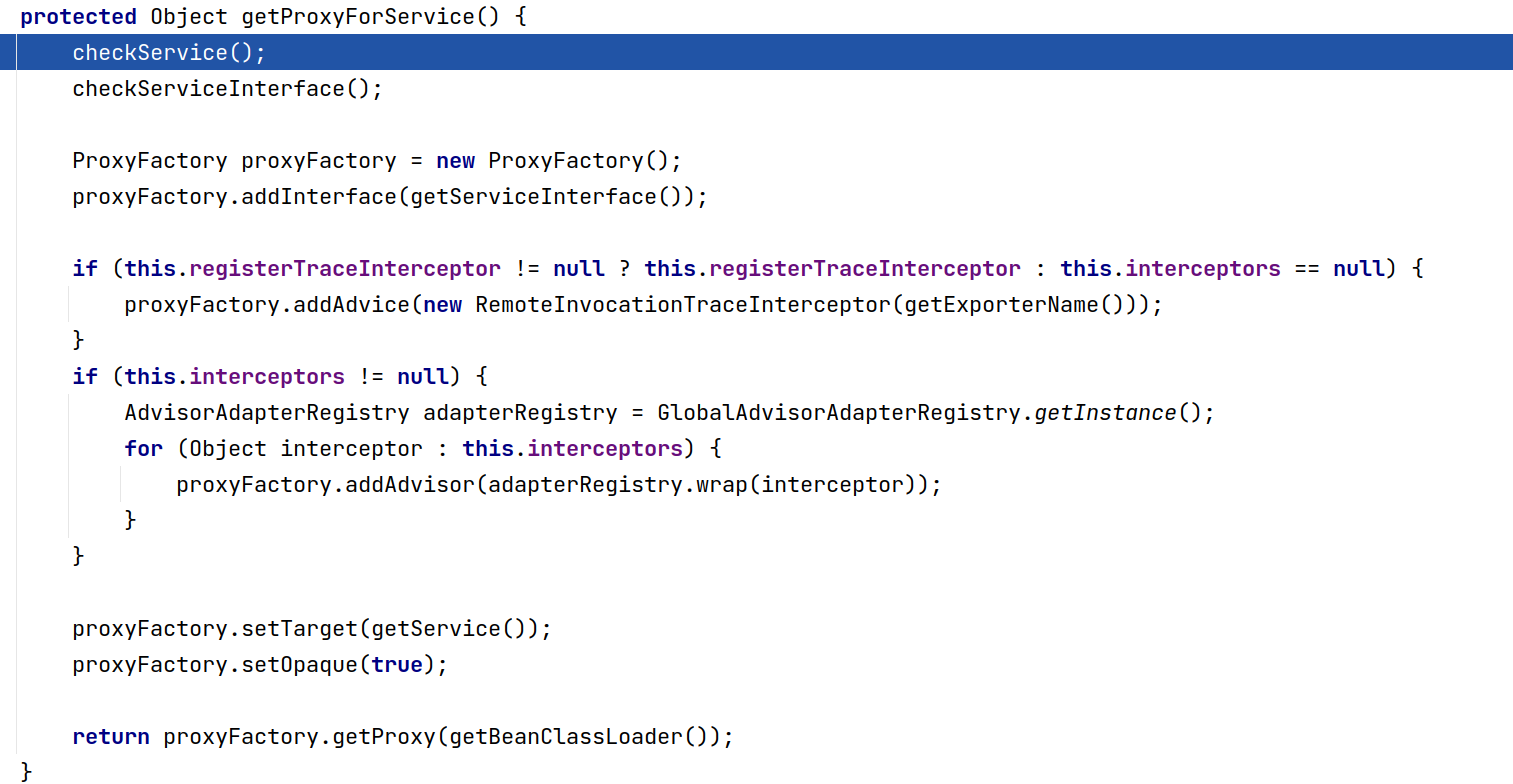 protected Object getProxyForService() {
    checkService();
    checkServiceInterface();

    ProxyFactory proxyFactory = new ProxyFactory();
    proxyFactory.addInterface(getServiceInterface());

    if (this.registerTraceInterceptor != null ? this.registerTraceInterceptor : this.interceptors == null) {
        proxyFactory.addAdvice(new RemoteInvocationTraceInterceptor(getExporterName()));
    }
    if (this.interceptors != null) {
        AdvisorAdapterRegistry adapterRegistry = GlobalAdvisorAdapterRegistry.getInstance();
        for (Object interceptor : this.interceptors) {
            proxyFactory.addAdvisor(adapterRegistry.wrap(interceptor));
        }
    }

    proxyFactory.setTarget(getService());
    proxyFactory.setOpaque(true);

    return proxyFactory.getProxy(getBeanClassLoader());
}